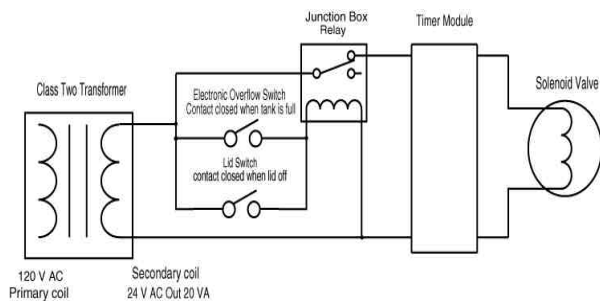 Junction Box
Relay
Timer Module
Class Two Transformer
Electronic Overflow Switch
Contact closed when tank is full
Solenoid Valve
Lid Switch
contact closed when lid off
120 V AC
Primary coil
Secondary coil
24 V AC Out 20 VA